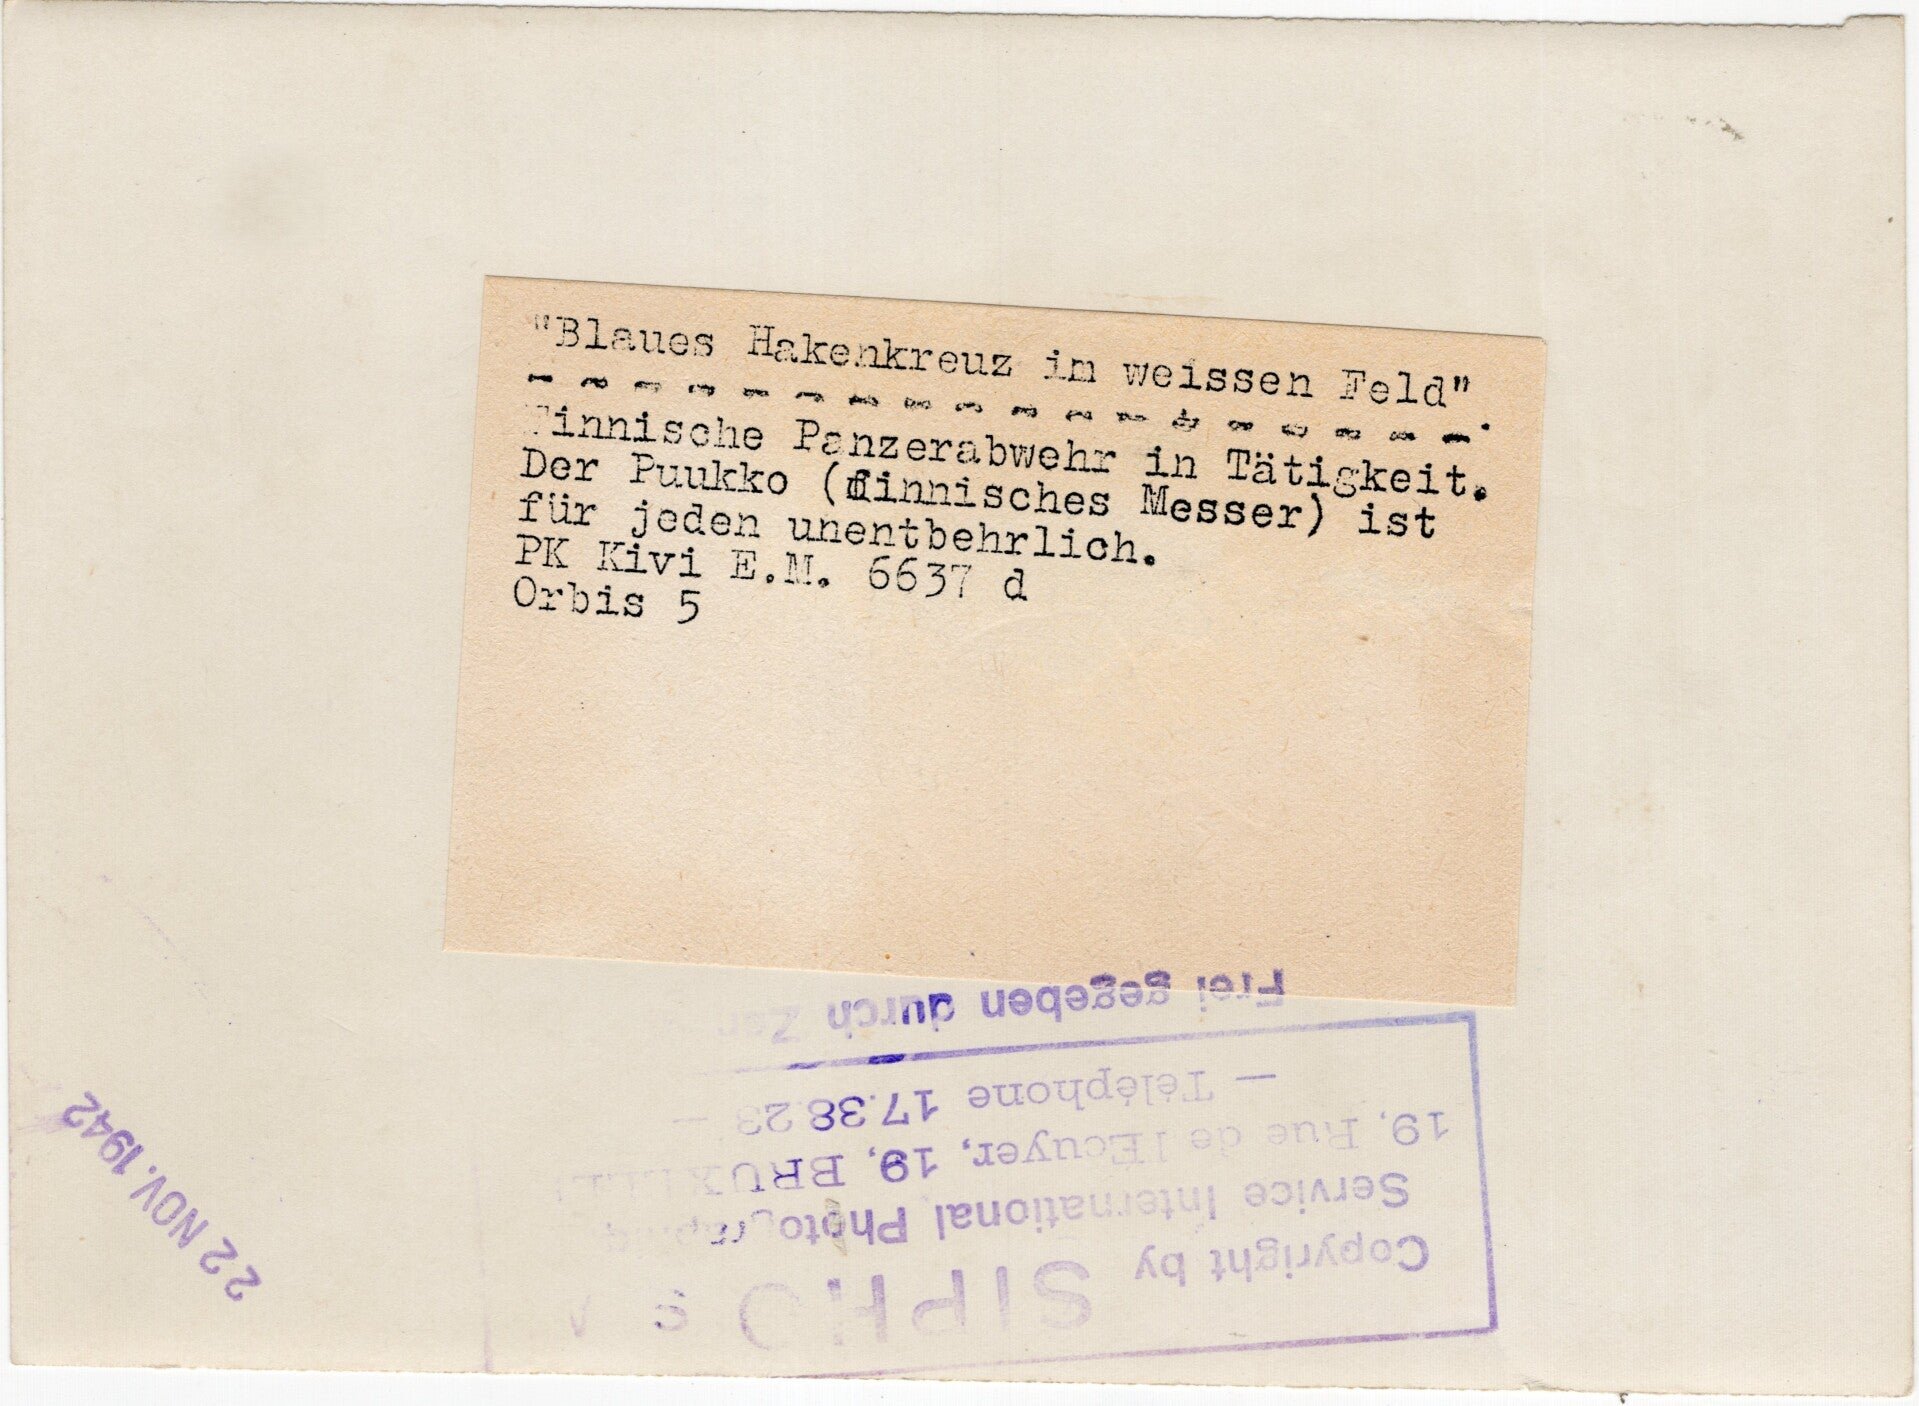 "Blaues Hakenkreuz im weissen Feld"
- - - - - - - - - - - - - - - - - -
Finnische Panzerabwehr in Tätigkeit.
Der Puukko (finnisches Messer) ist
für jeden unentbehrlich.
PK Kivi E.M. 6637 d
Orbis 5
Frei gegeben durch
Copyright by SIPHO
Service International Photo
19, Rue de l'Ecuyer, 19, BRUX
— Téléphone 17.38.23 —
22 NOV. 1942